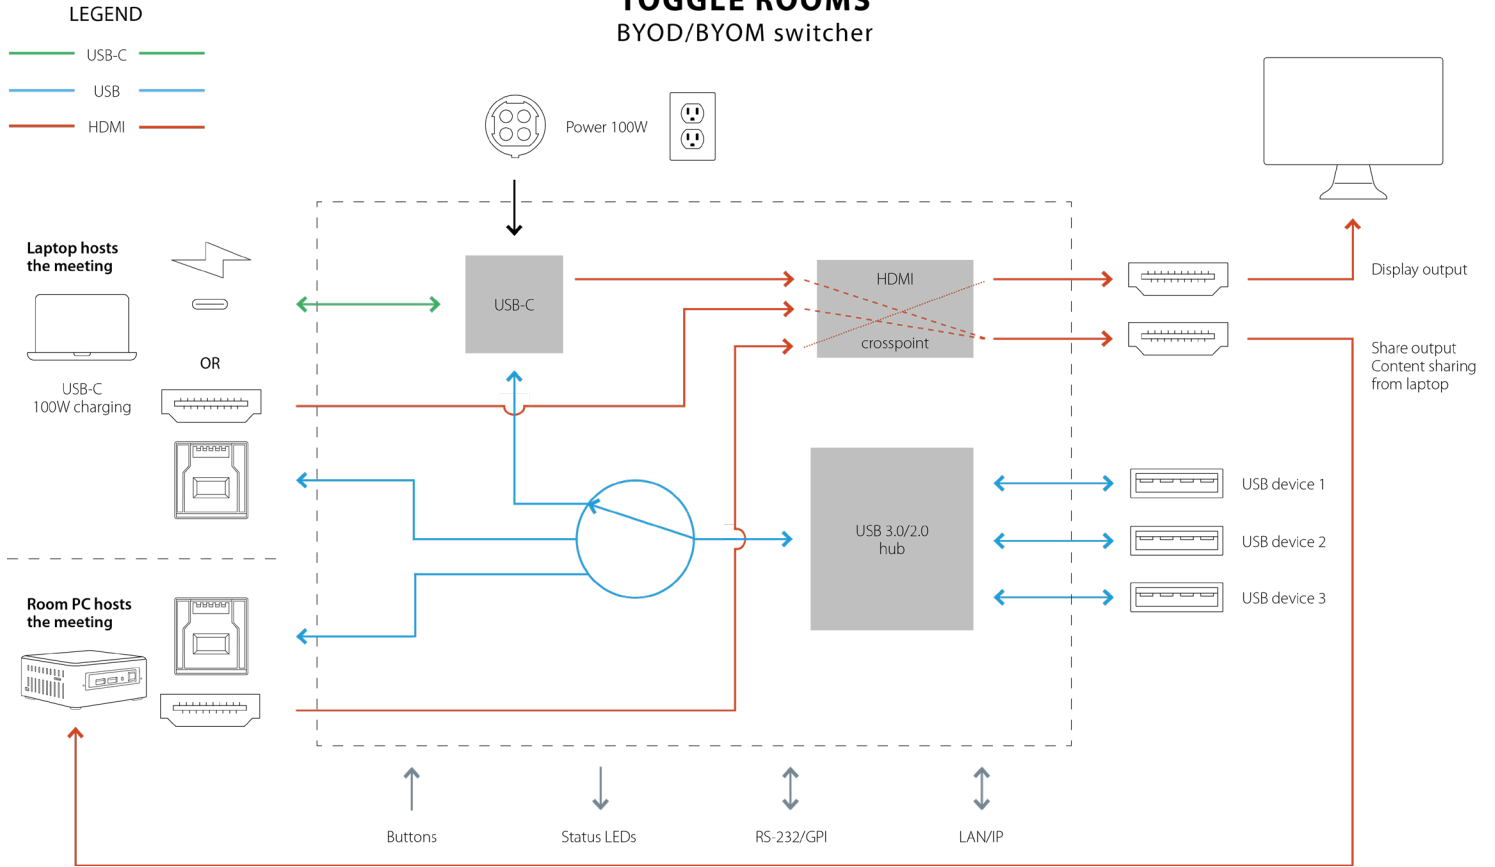 LEGEND
USB-C
USB
HDMI
TOGGLE ROOMS
BYOD/BYOM switcher
Power 100W
Laptop hosts
the meeting
OR
USB-C
100W charging
Room PC hosts
the meeting
USB-C
HDMI
crosspoint
USB 3.0/2.0
hub
Display output
Share output
Content sharing
from laptop
USB device 1
USB device 2
USB device 3
Buttons
Status LEDs
RS-232/GPI
LAN/IP